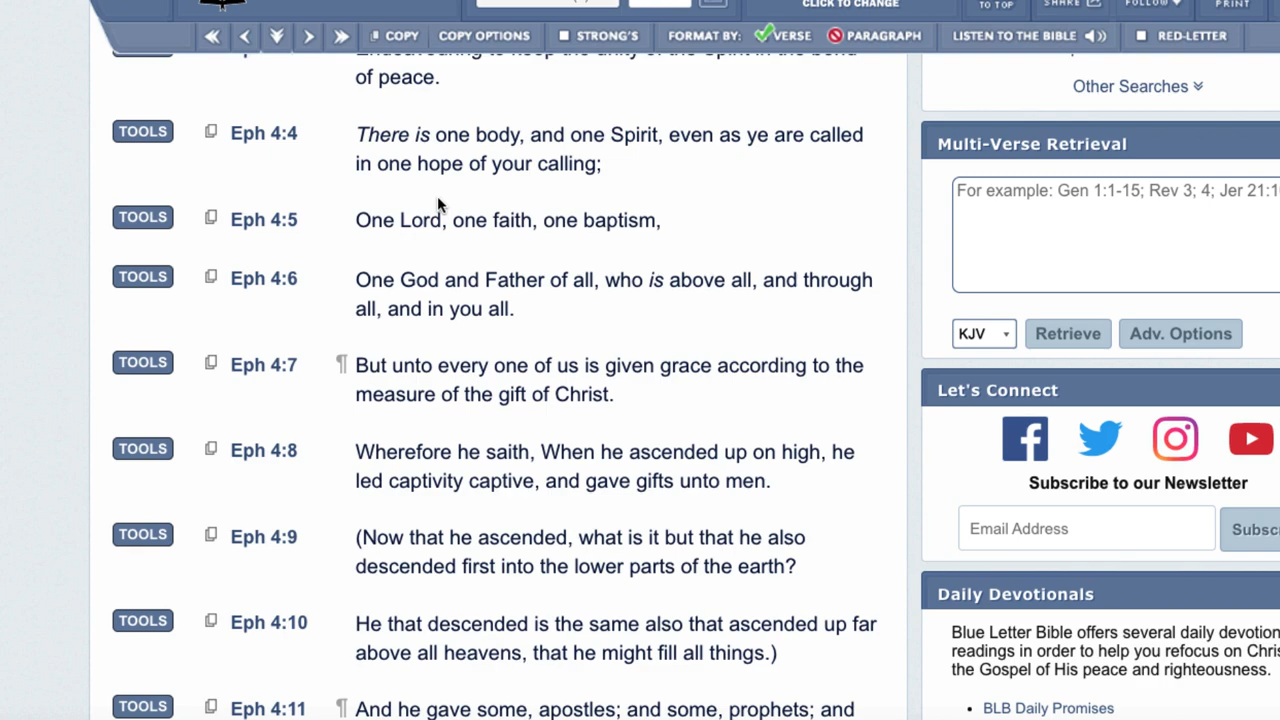 CLICK TO CHANGE
TO TOP
SHARE
FOLLOW
PRINT
COPY
COPY OPTIONS
STRONG'S
FORMAT BY:
VERSE
PARAGRAPH
LISTEN TO THE BIBLE
RED-LETTER
Endeavouring to keep the unity of the Spirit in the bond
of peace.
TOOLS Eph 4:4 There is one body, and one Spirit, even as ye are called
in one hope of your calling;
TOOLS Eph 4:5 One Lord, one faith, one baptism,
TOOLS Eph 4:6 One God and Father of all, who is above all, and through
all, and in you all.
TOOLS Eph 4:7 ¶ But unto every one of us is given grace according to the
measure of the gift of Christ.
TOOLS Eph 4:8 Wherefore he saith, When he ascended up on high, he
led captivity captive, and gave gifts unto men.
TOOLS Eph 4:9 (Now that he ascended, what is it but that he also
descended first into the lower parts of the earth?
TOOLS Eph 4:10 He that descended is the same also that ascended up far
above all heavens, that he might fill all things.)
TOOLS Eph 4:11 ¶ And he gave some, apostles; and some, prophets; and
Other Searches
Multi-Verse Retrieval
For example: Gen 1:1-15; Rev 3; 4; Jer 21:1
KJV
Retrieve
Adv. Options
Let's Connect
Subscribe to our Newsletter
Email Address
Subsc
Daily Devotionals
Blue Letter Bible offers several daily devotion
readings in order to help you refocus on Chris
the Gospel of His peace and righteousness.
• BLB Daily Promises